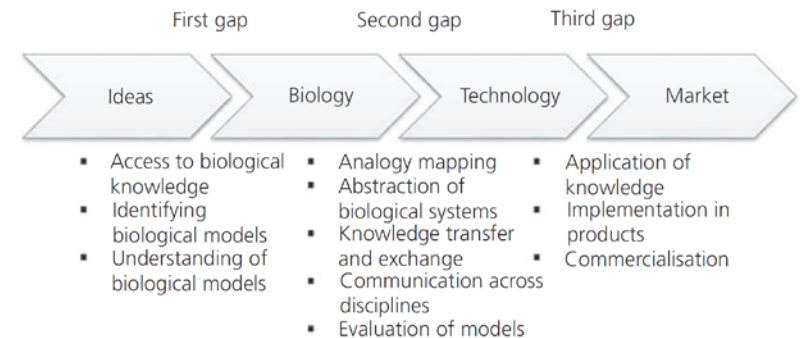 First gap
Second gap
Third gap
Ideas
Biology
Technology
Market
▪ Access to biological
knowledge
▪ Identifying
biological models
▪ Understanding of
biological models
▪ Analogy mapping
▪ Abstraction of
biological systems
▪ Knowledge transfer
and exchange
▪ Communication across
disciplines
▪ Evaluation of models
▪ Application of
knowledge
▪ Implementation in
products
▪ Commercialisation